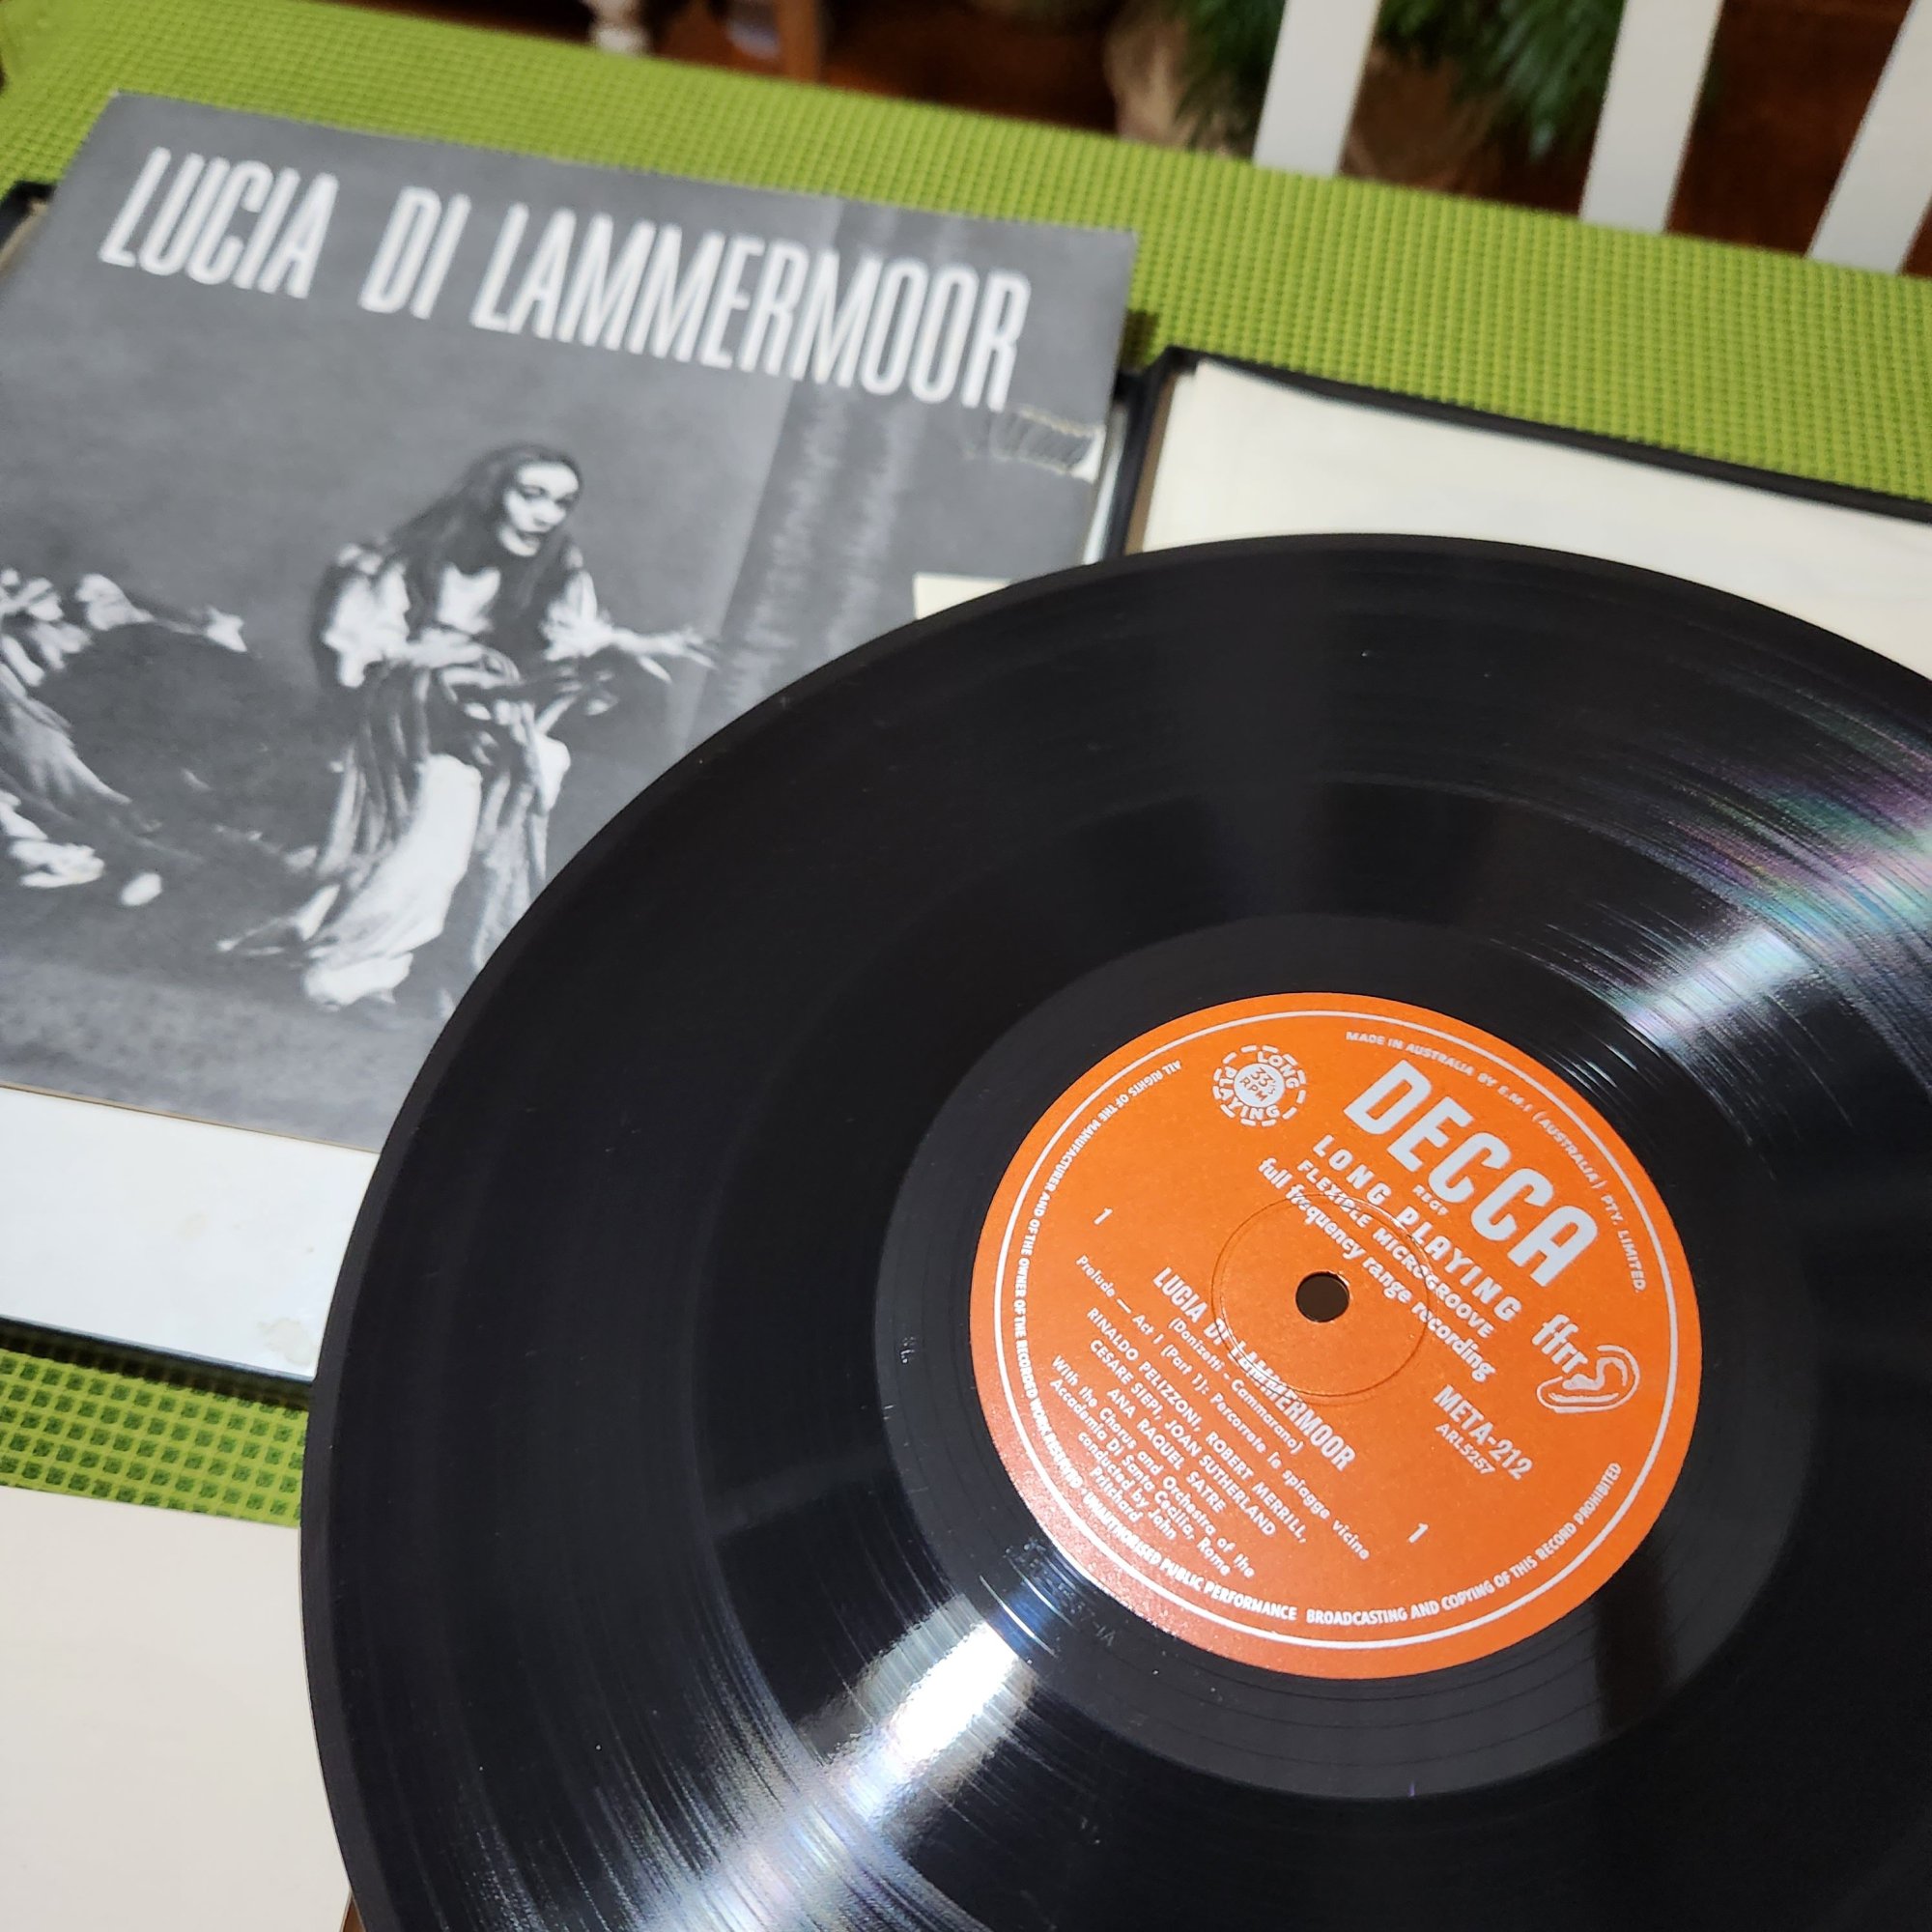 LUCIA DI LAMMERMOOR
MADE IN AUSTRALIA BY E.M.I (AUSTRALIA) PTY. LIMITED.
LONG
33⅓
RPM
PLAYING
DECCA
REGD
LONG PLAYING
FLEXIBLE MICROGROOVE
full frequency range recording
ffrr
META-212
ARL5257
1
1
LUCIA DI LAMMERMOOR
(Donizetti - Cammarano)
Prelude — Act 1 (Part 1): Percorrete le spiagge vicine
RINALDO PELIZZONI, ROBERT MERRILL,
CESARE SIEPI, JOAN SUTHERLAND
ANA RAQUEL SATRE
With the Chorus and Orchestra of the
Accademia Di Santa Cecilia, Rome
conducted by John
Pritchard
ALL RIGHTS OF THE MANUFACTURER AND OF THE OWNER OF THE RECORDED WORK RESERVED UNAUTHORISED PUBLIC PERFORMANCE BROADCASTING AND COPYING OF THIS RECORD PROHIBITED